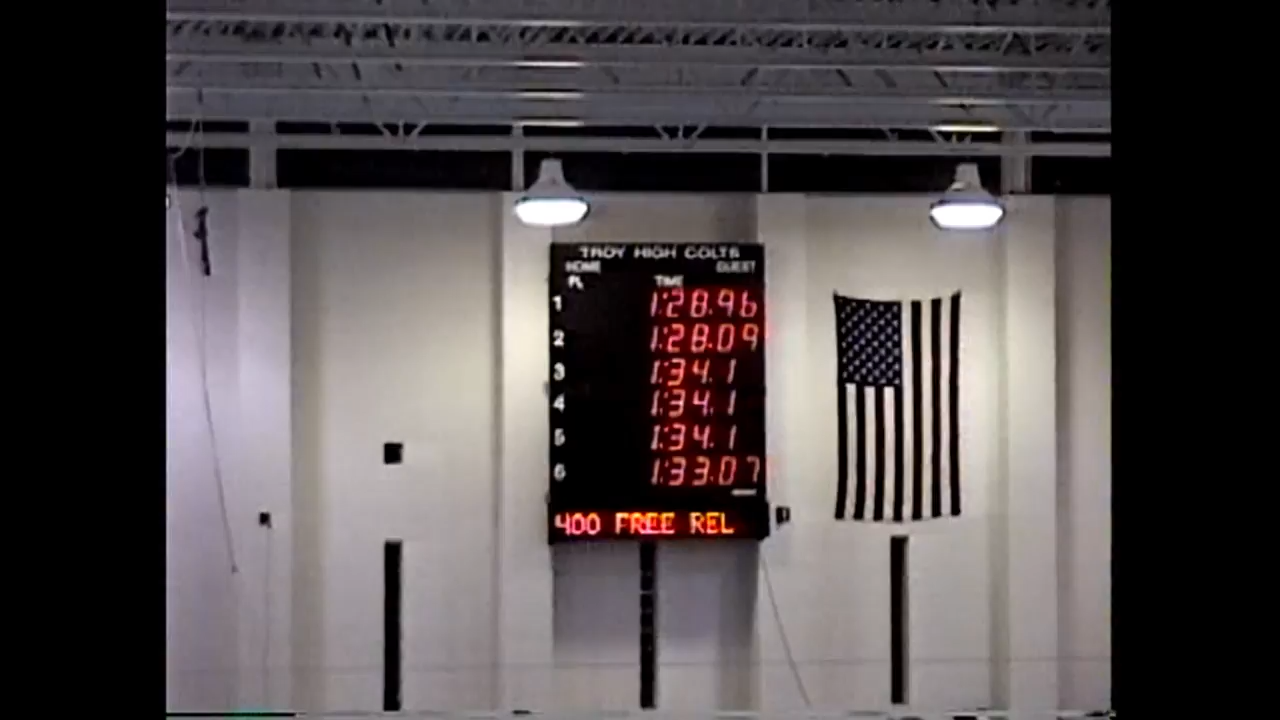 TROY HIGH COLTS
HOME GUEST
PL TIME
1 1:28.96
2 1:28.09
3 1:34.1
4 1:34.1
5 1:34.1
6 1:33.07
400 FREE REL